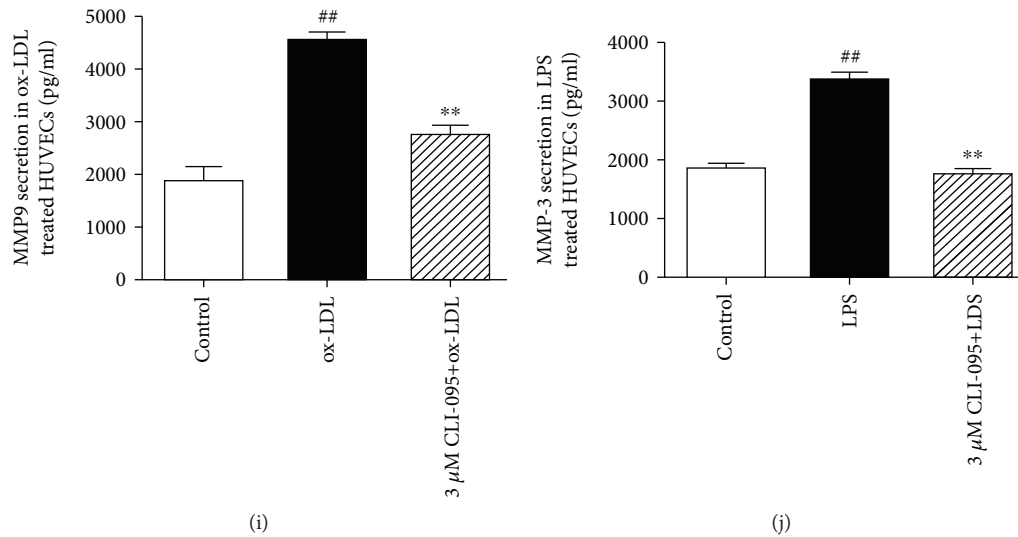 MMP9 secretion in ox-LDL
treated HUVECs (pg/ml)
5000
4000
3000
2000
1000
0
##
**
Control
ox-LDL
3 μM CLI-095+ox-LDL
(i)
MMP-3 secretion in LPS
treated HUVECs (pg/ml)
4000
3000
2000
1000
0
##
**
Control
LPS
3 μM CLI-095+LDS
(j)